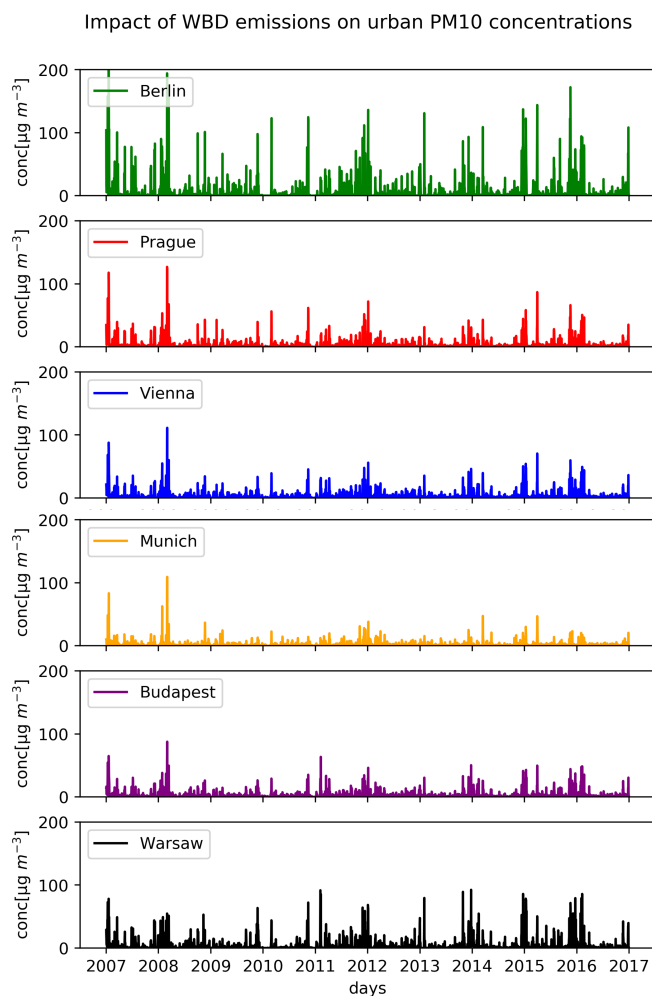 Impact of WBD emissions on urban PM10 concentrations
200
100
0
conc[µg m⁻³]
Berlin
200
100
0
conc[µg m⁻³]
Prague
200
100
0
conc[µg m⁻³]
Vienna
200
100
0
conc[µg m⁻³]
Munich
200
100
0
conc[µg m⁻³]
Budapest
200
100
0
conc[µg m⁻³]
Warsaw
2007 2008 2009 2010 2011 2012 2013 2014 2015 2016 2017
days